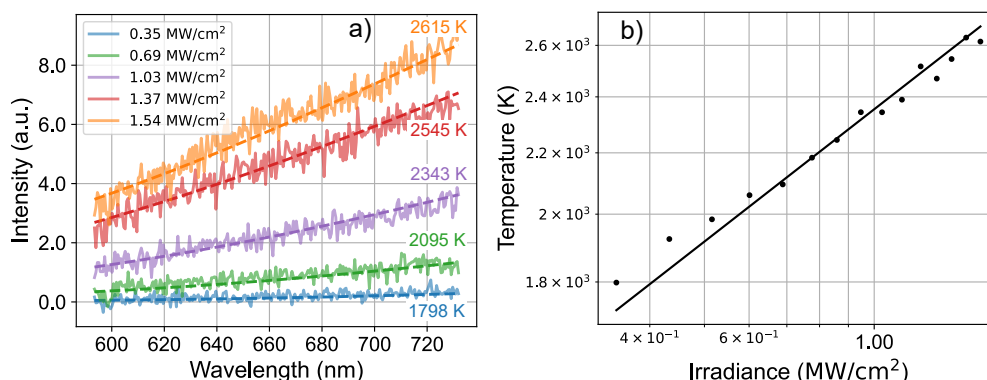 a)
0.35 MW/cm²
0.69 MW/cm²
1.03 MW/cm²
1.37 MW/cm²
1.54 MW/cm²
2615 K
2545 K
2343 K
2095 K
1798 K
8.0
6.0
4.0
2.0
0.0
Intensity (a.u.)
600 620 640 660 680 700 720
Wavelength (nm)
b)
2.6 × 10³
2.4 × 10³
2.2 × 10³
2 × 10³
1.8 × 10³
Temperature (K)
4 × 10⁻¹ 6 × 10⁻¹ 1.00
Irradiance (MW/cm²)